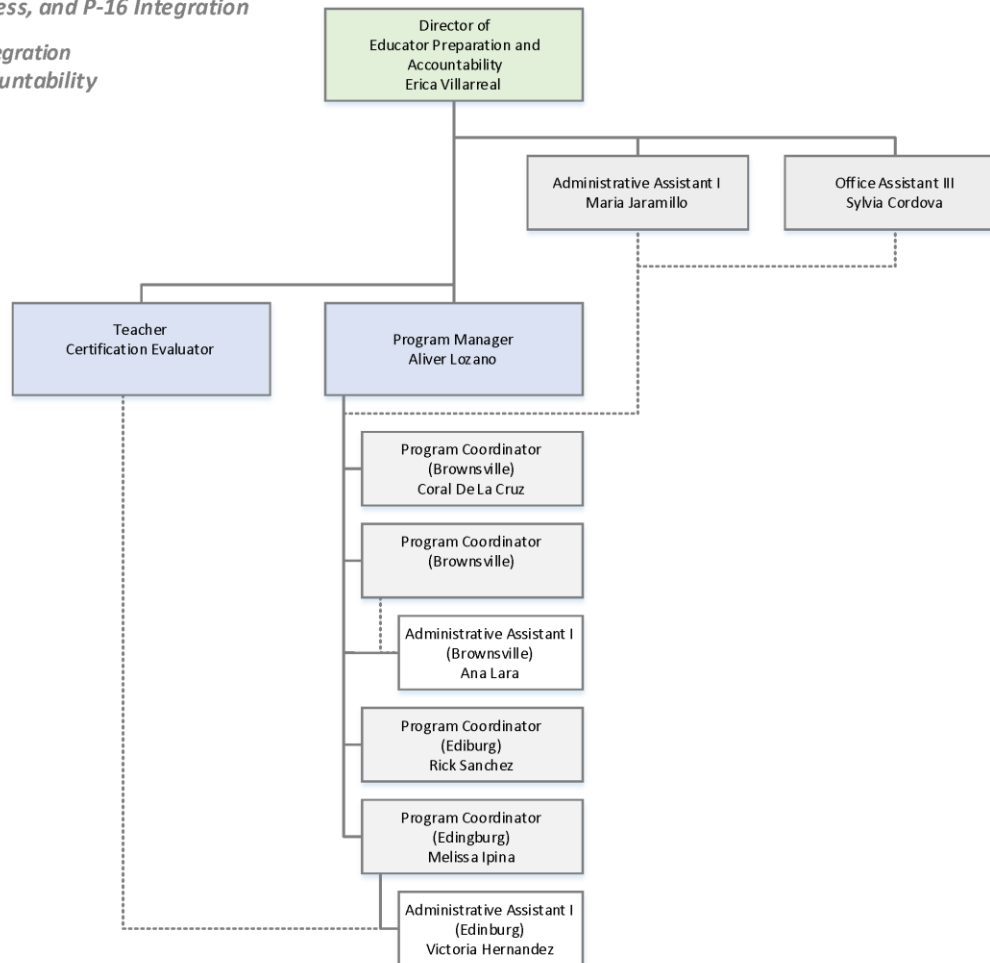 ess, and P-16 Integration
egration
untability
Director of
Educator Preparation and
Accountability
Erica Villarreal
Administrative Assistant I
Maria Jaramillo
Office Assistant III
Sylvia Cordova
Teacher
Certification Evaluator
Program Manager
Aliver Lozano
Program Coordinator
(Brownsville)
Coral De La Cruz
Program Coordinator
(Brownsville)
Administrative Assistant I
(Brownsville)
Ana Lara
Program Coordinator
(Ediburg)
Rick Sanchez
Program Coordinator
(Edingburg)
Melissa Ipina
Administrative Assistant I
(Edinburg)
Victoria Hernandez